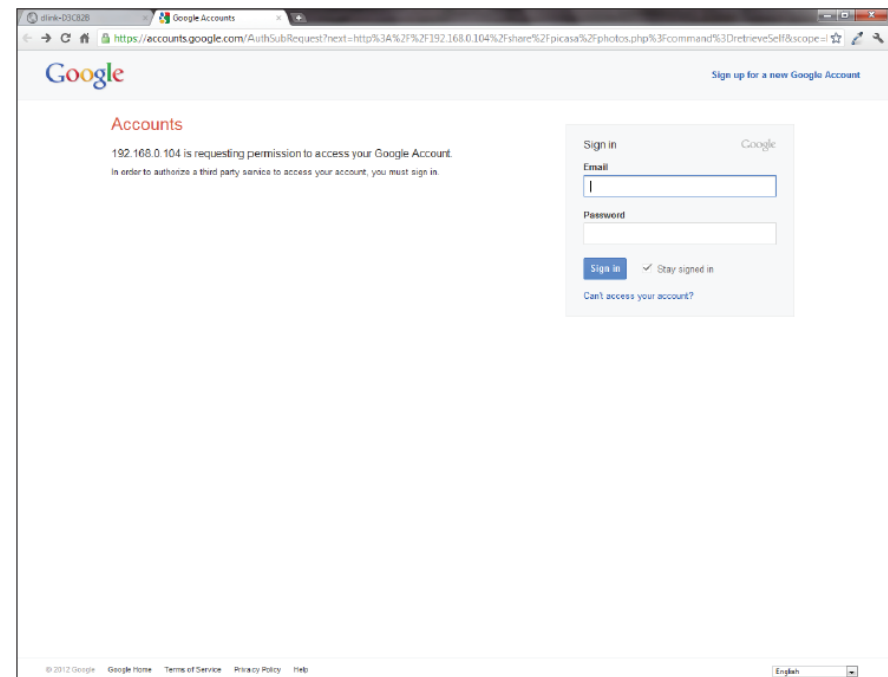 dlink-D3C82B
Google Accounts
https://accounts.google.com/AuthSubRequest?next=http%3A%2F%2F192.168.0.104%2Fshare%2Fpicasa%2Fphotos.php%3Fcommand%3DretrieveSelf&scope=
Google
Sign up for a new Google Account
Accounts
192.168.0.104 is requesting permission to access your Google Account.
In order to authorize a third party service to access your account, you must sign in.
Sign in Google
Email
Password
Sign in Stay signed in
Can't access your account?
© 2012 Google Google Home Terms of Service Privacy Policy Help
English